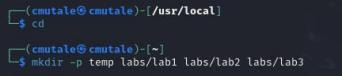 ┌──(cmutale㉿cmutale)-[/usr/local]
└─$ cd
┌──(cmutale㉿cmutale)-[~]
└─$ mkdir -p temp labs/lab1 labs/lab2 labs/lab3